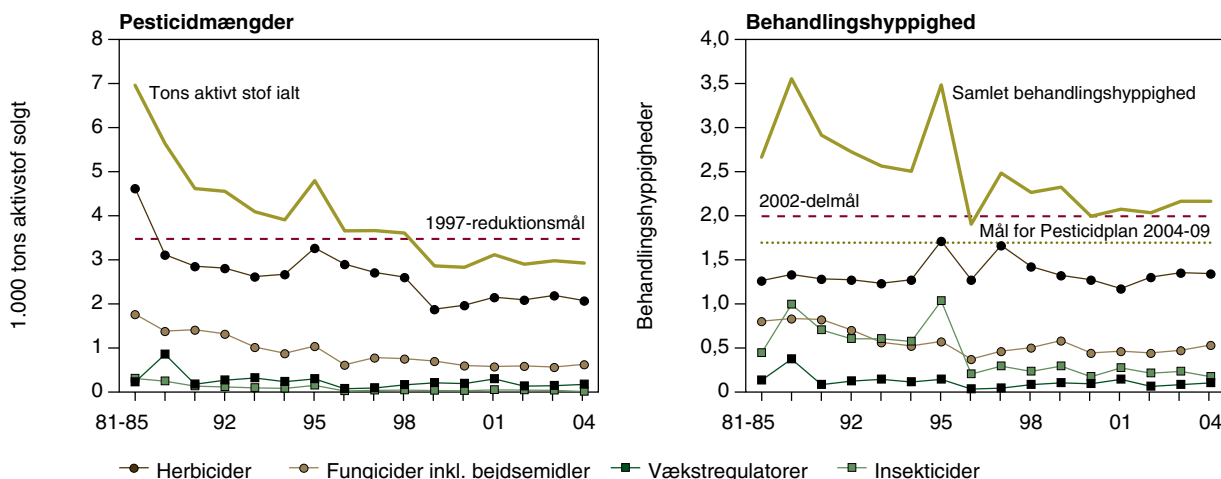 Pesticidmængder
8
7
6
5
4
3
2
1
0
1.000 tons aktivstof solgt
Tons aktivt stof ialt
1997-reduktionsmål
81-85 92 95 98 01 04
Behandlingshyppighed
4,0
3,5
3,0
2,5
2,0
1,5
1,0
0,5
0
Behandlingshyppigheder
Samlet behandlingshyppighed
2002-delmål
Mål for Pesticidplan 2004-09
81-85 92 95 98 01 04
Herbicider Fungicider inkl. bejdsemidler Vækstregulatorer Insekticider